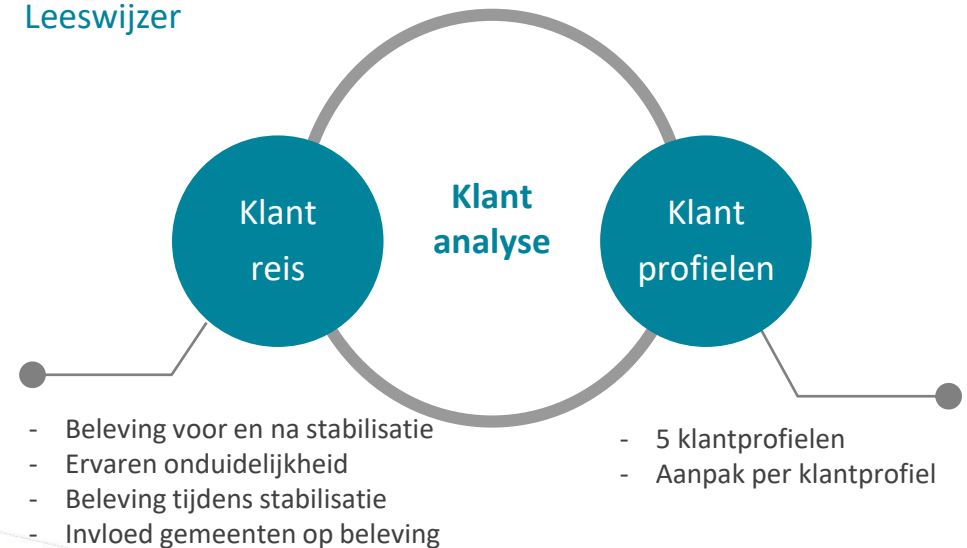 Leeswijzer
Klant
reis
Klant
analyse
Klant
profielen
- Beleving voor en na stabilisatie
- Ervaren onduidelijkheid
- Beleving tijdens stabilisatie
- Invloed gemeenten op beleving
- 5 klantprofielen
- Aanpak per klantprofiel